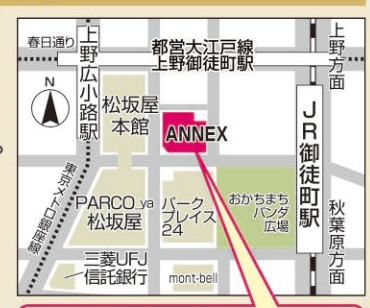 春日通り
都営大江戸線
上野御徒町駅
上野方面
上野広小路駅
N
松坂屋
本館
ANNEX
JR御徒町駅
東京メトロ銀座線
PARCO_ya
松坂屋
パーク
プレイス
24
おかちまち
パンダ
広場
秋葉原方面
三菱UFJ
信託銀行
mont-bell